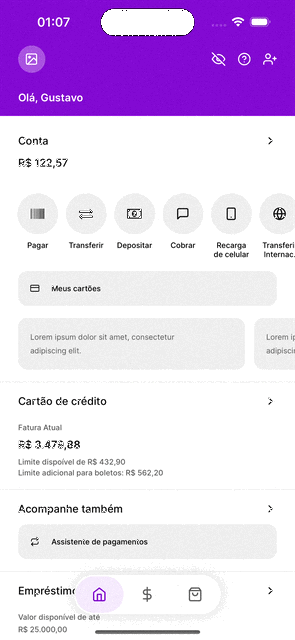 01:07
Olá, Gustavo
Conta
R$ 122,57
Pagar
Transferir
Depositar
Cobrar
Recarga
de celular
Transferi
Internac.
Meus cartões
Lorem ipsum dolor sit amet, consectetur
adipiscing elit.
Lorem i
adipisci
Cartão de crédito
Fatura Atual
R$ 3.478,88
Limite dispoível de R$ 432,90
Limite adicional para boletos: R$ 562,20
Acompanhe também
Assistente de pagamentos
Empréstimo
Valor disponível de até
R$ 25.000,00